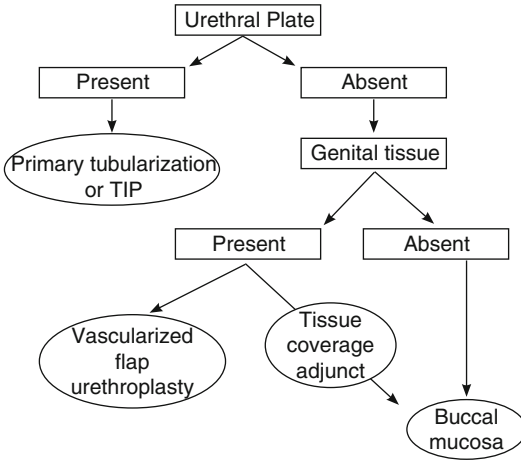 Urethral Plate
Present
Absent
Primary tubularization
or TIP
Genital tissue
Present
Absent
Vascularized
flap
urethroplasty
Tissue
coverage
adjunct
Buccal
mucosa